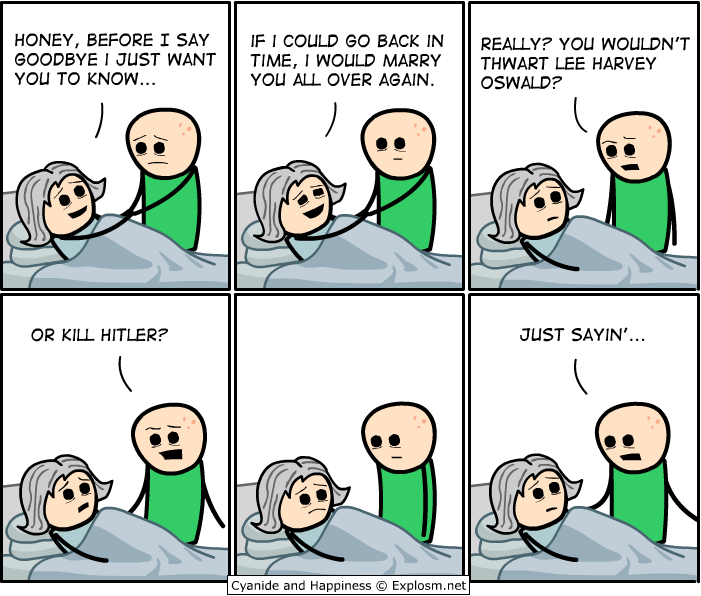 HONEY, BEFORE I SAY
GOODBYE I JUST WANT
YOU TO KNOW...
IF I COULD GO BACK IN
TIME, I WOULD MARRY
YOU ALL OVER AGAIN.
REALLY? YOU WOULDN'T
THWART LEE HARVEY
OSWALD?
OR KILL HITLER?
JUST SAYIN'...
Cyanide and Happiness © Explosm.net